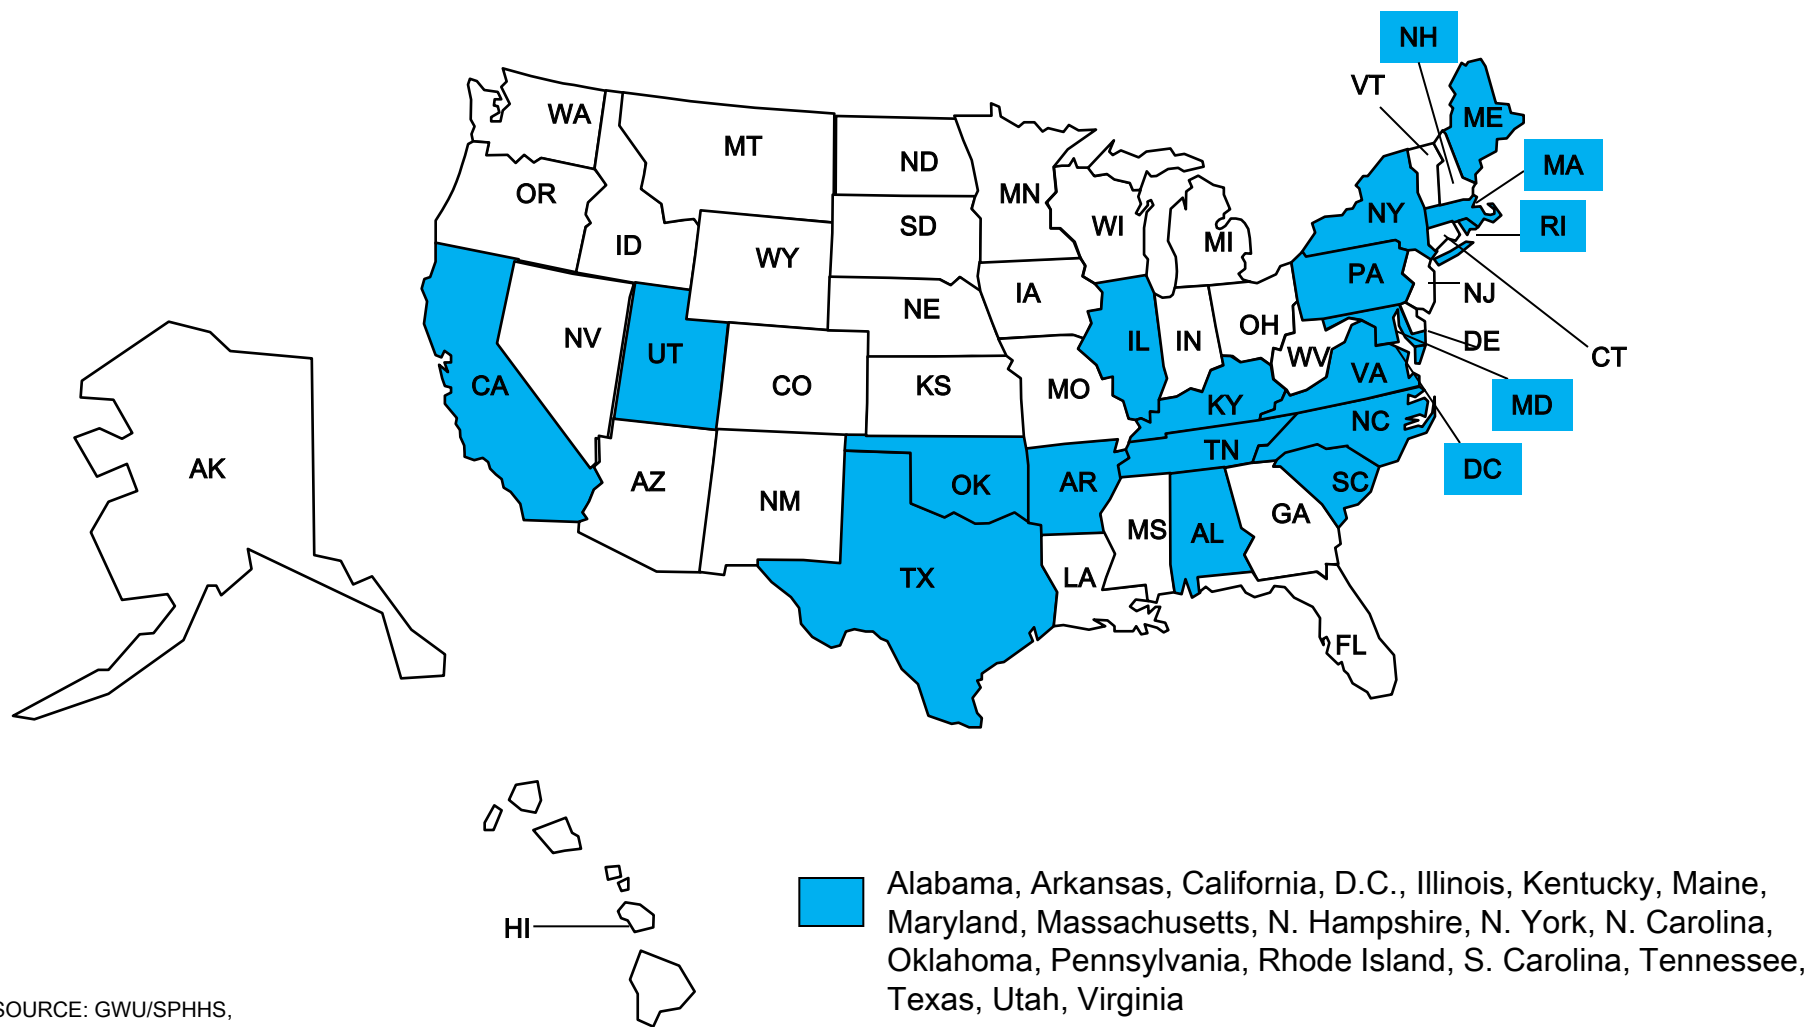 NH
VT
ME
WA
MT
ND
MA
OR
MN
NY
SD
WI
RI
ID
MI
WY
PA
IA
NJ
NE
OH
NV
UT
IL
IN
DE
WV
CT
CA
CO
KS
MO
VA
KY
MD
NC
TN
AK
DC
AZ
OK
AR
SC
NM
GA
MS
AL
TX
LA
FL
HI
Alabama, Arkansas, California, D.C., Illinois, Kentucky, Maine,
Maryland, Massachusetts, N. Hampshire, N. York, N. Carolina,
Oklahoma, Pennsylvania, Rhode Island, S. Carolina, Tennessee,
Texas, Utah, Virginia
SOURCE: GWU/SPHHS,